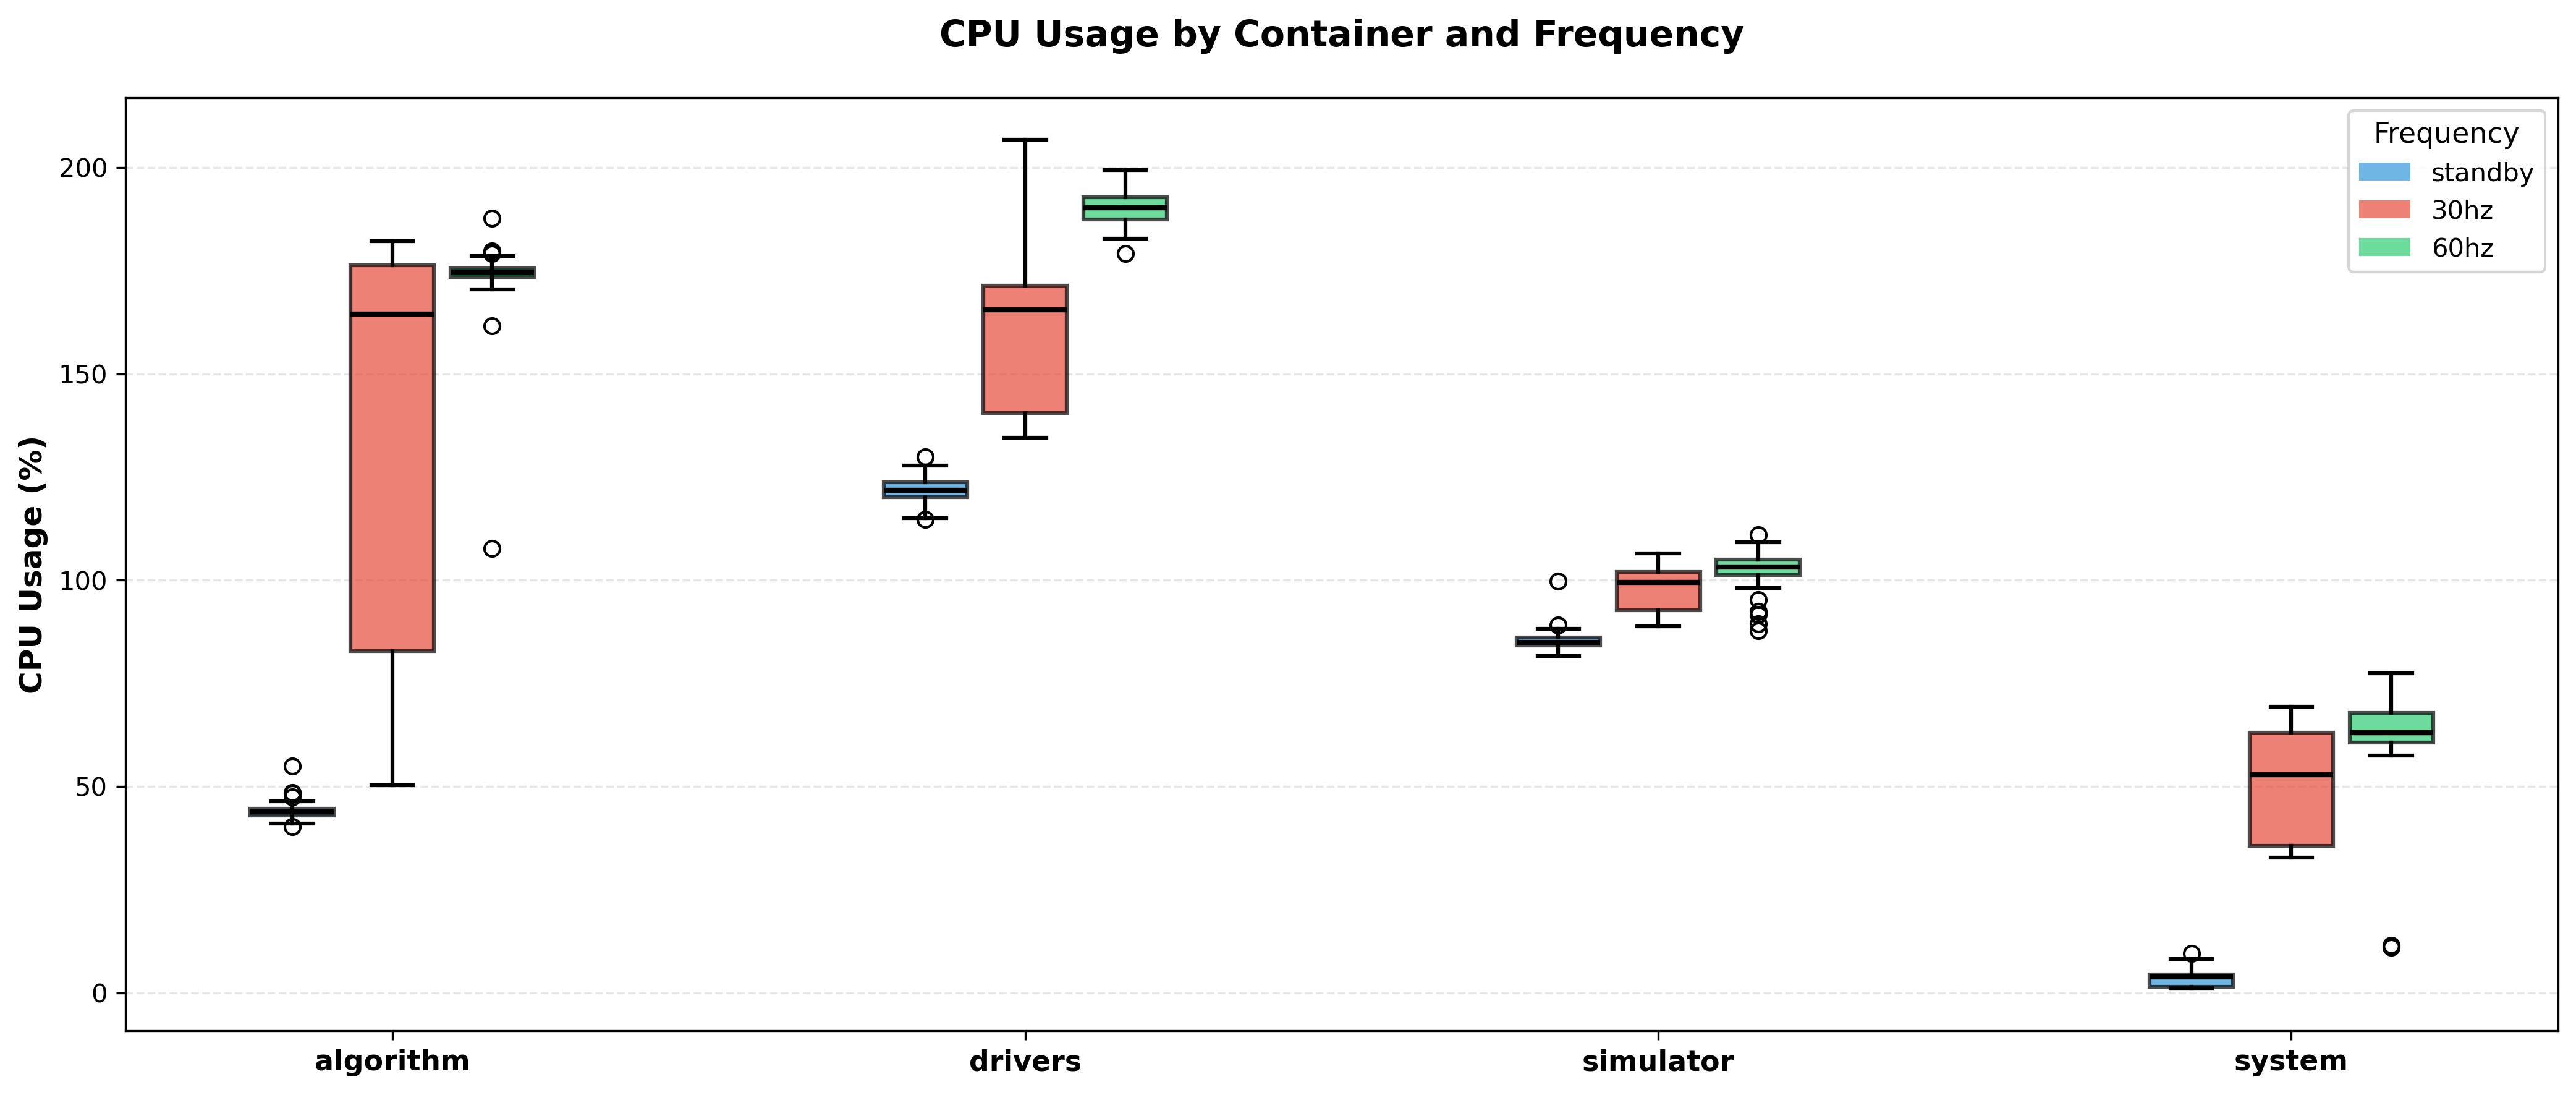 CPU Usage by Container and Frequency
Frequency
standby
30hz
60hz
CPU Usage (%)
200
150
100
50
0
algorithm
drivers
simulator
system